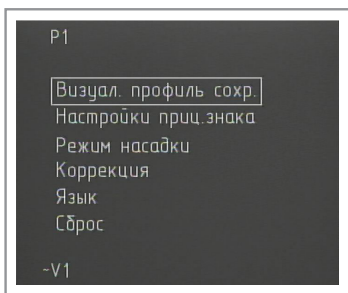 P1
Визуал. профиль сохр.
Настройки приц.знака
Режим насадки
Коррекция
Язык
Сброс
~V1